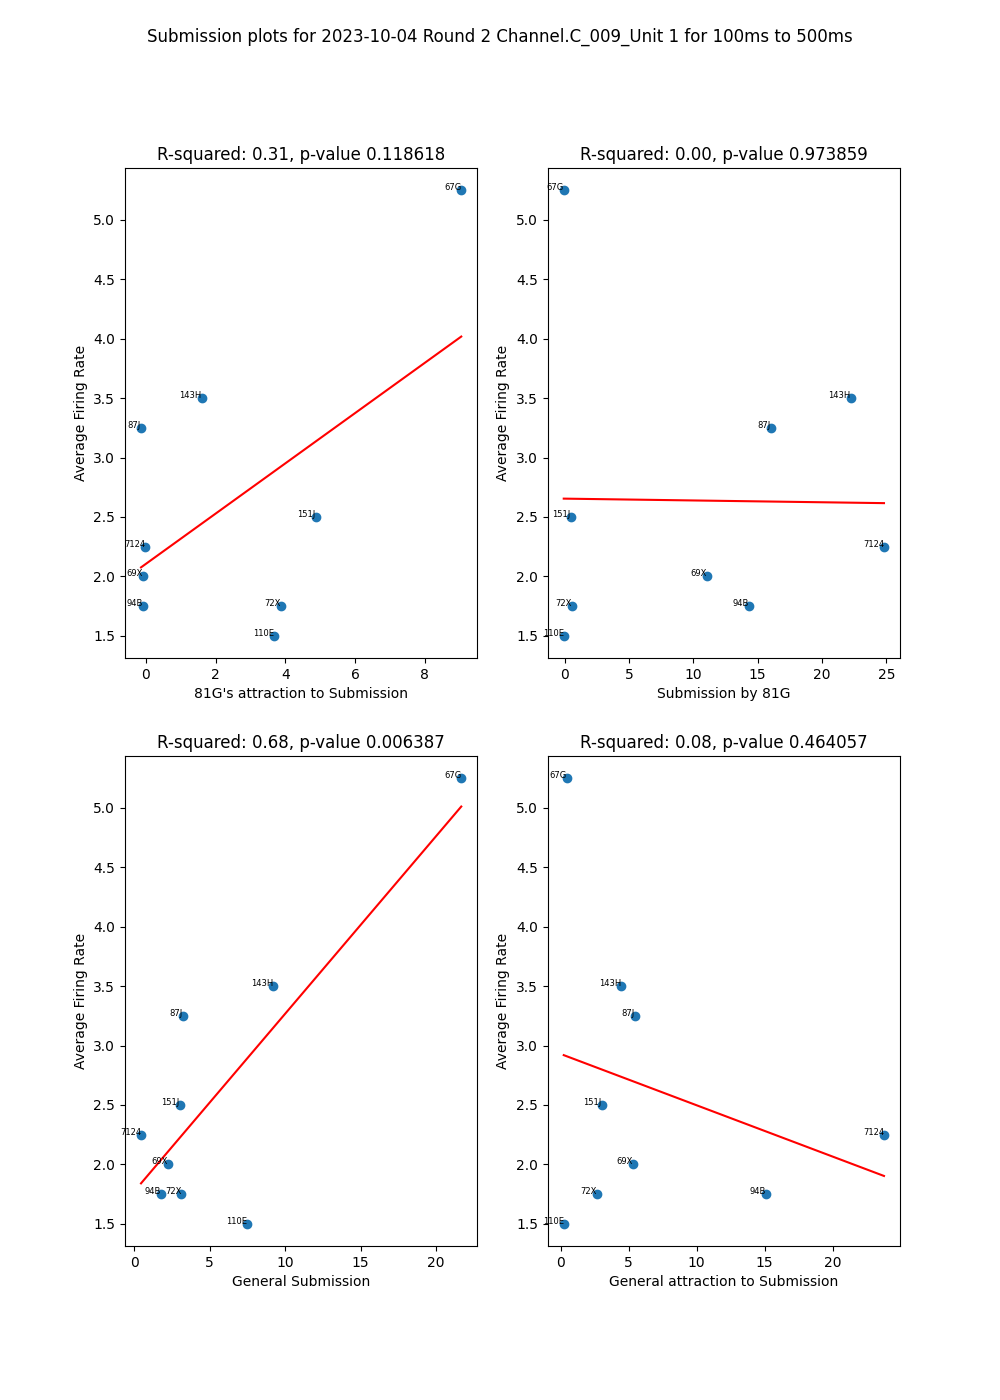 Submission plots for 2023-10-04 Round 2 Channel.C_009_Unit 1 for 100ms to 500ms
R-squared: 0.31, p-value 0.118618
Average Firing Rate
5.0
4.5
4.0
3.5
3.0
2.5
2.0
1.5
67G
143H
87J
151J
7124
69X
94B
72X
110E
0 2 4 6 8
81G's attraction to Submission
R-squared: 0.00, p-value 0.973859
Average Firing Rate
5.0
4.5
4.0
3.5
3.0
2.5
2.0
1.5
67G
143H
87J
151J
7124
69X
94B
72X
110E
0 5 10 15 20 25
Submission by 81G
R-squared: 0.68, p-value 0.006387
Average Firing Rate
5.0
4.5
4.0
3.5
3.0
2.5
2.0
1.5
67G
143H
87J
151J
7124
69X
94B
72X
110E
0 5 10 15 20
General Submission
R-squared: 0.08, p-value 0.464057
Average Firing Rate
5.0
4.5
4.0
3.5
3.0
2.5
2.0
1.5
67G
143H
87J
151J
7124
69X
72X
94B
110E
0 5 10 15 20
General attraction to Submission